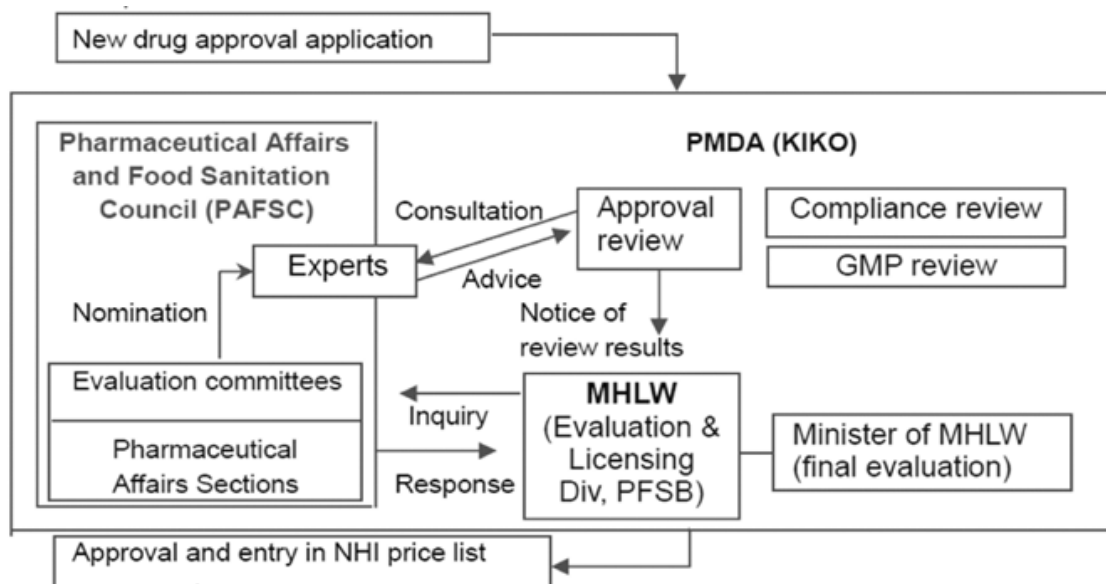 New drug approval application
Pharmaceutical Affairs
and Food Sanitation
Council (PAFSC)
PMDA (KIKO)
Consultation
Approval
review
Compliance review
GMP review
Experts
Advice
Nomination
Notice of
review results
Evaluation committees
Pharmaceutical
Affairs Sections
Inquiry
Response
MHLW
(Evaluation &
Licensing
Div, PFSB)
Minister of MHLW
(final evaluation)
Approval and entry in NHI price list